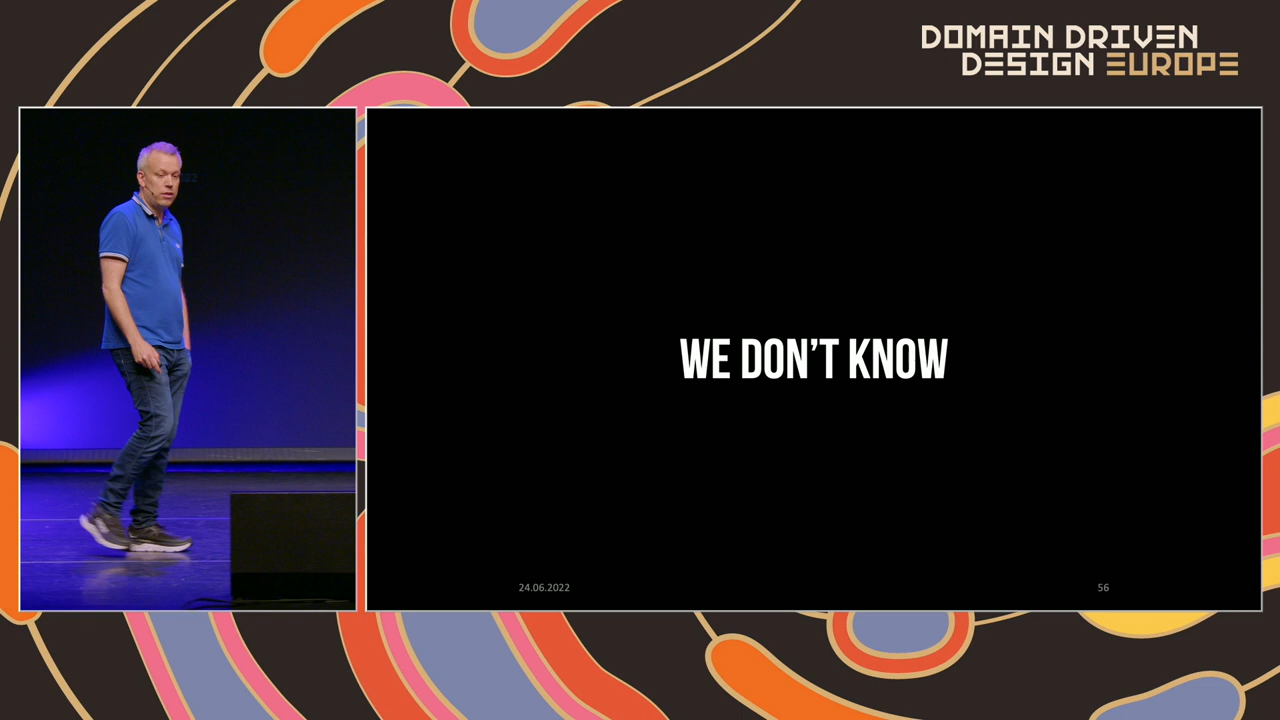 DOMAIN DRIVEN
DESIGN EUROPE
WE DON'T KNOW
24.06.2022
56